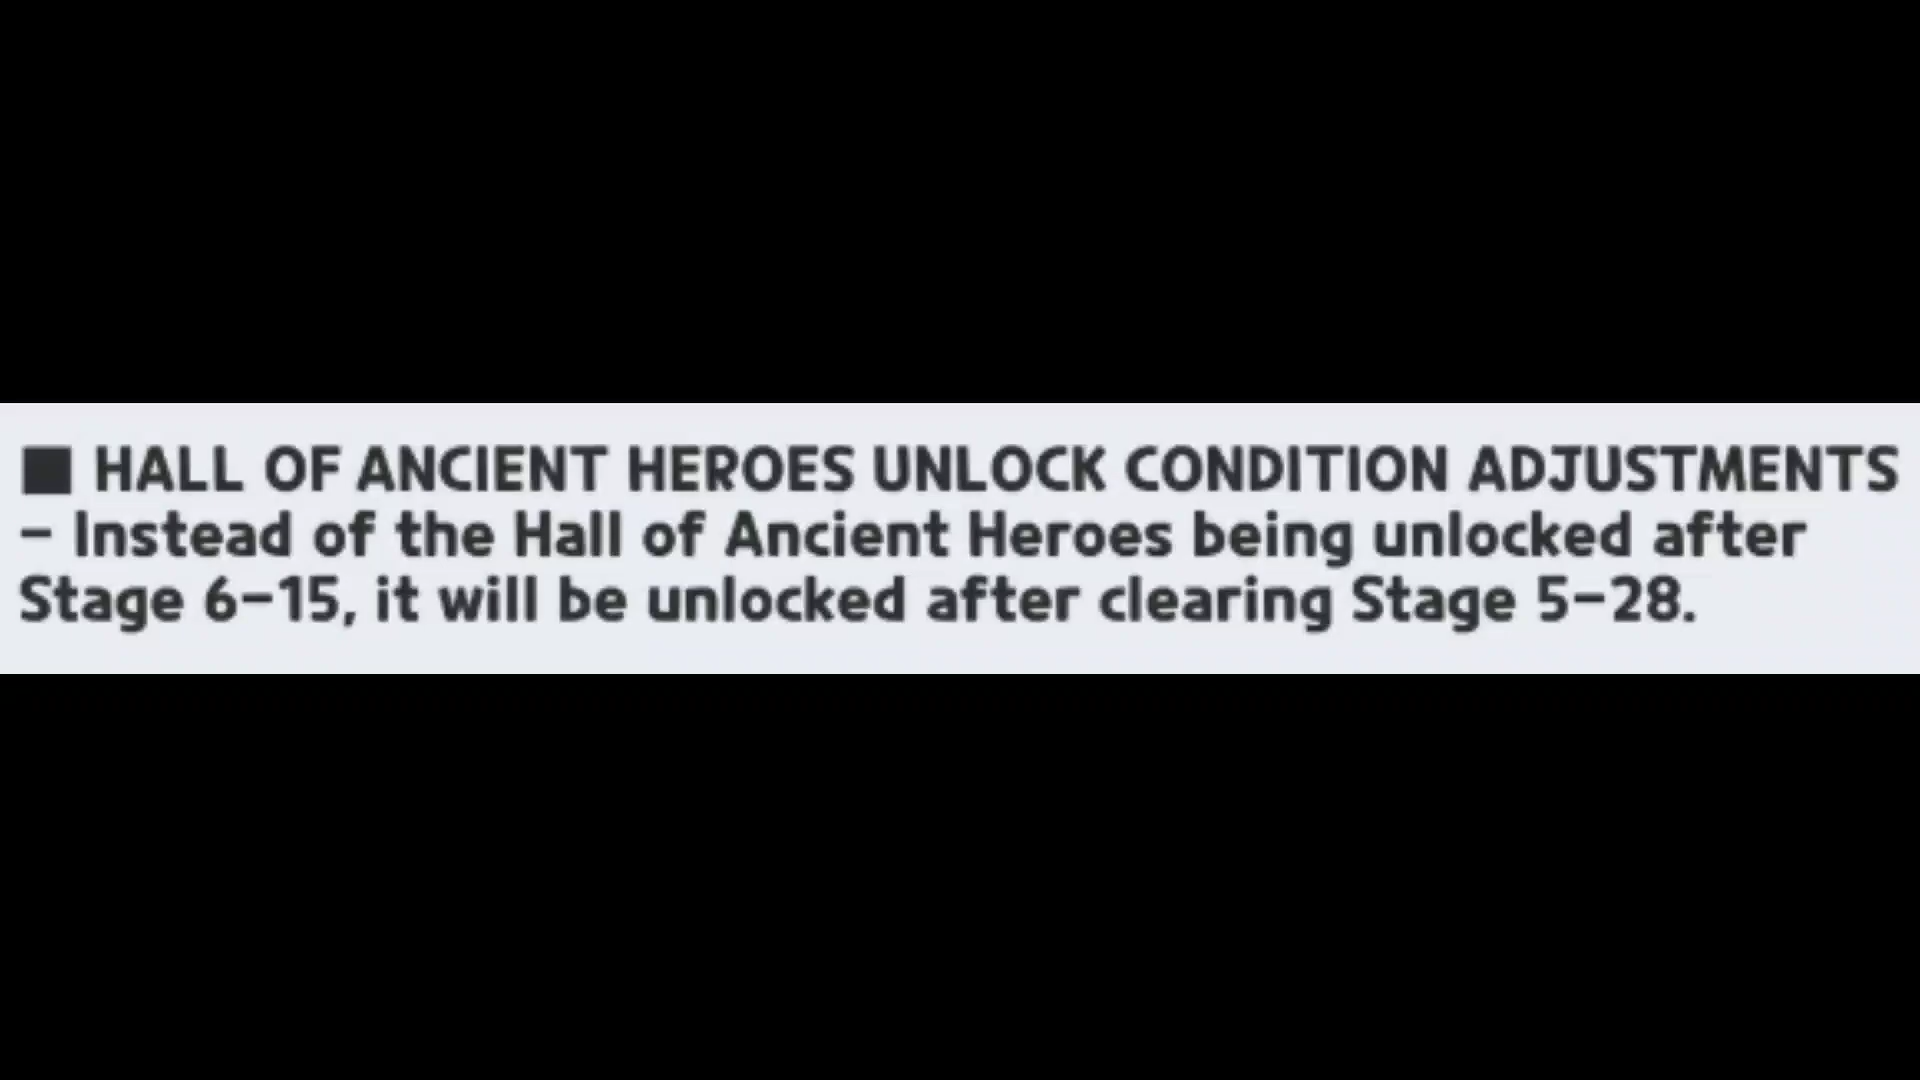 ■ HALL OF ANCIENT HEROES UNLOCK CONDITION ADJUSTMENTS
- Instead of the Hall of Ancient Heroes being unlocked after
Stage 6-15, it will be unlocked after clearing Stage 5-28.